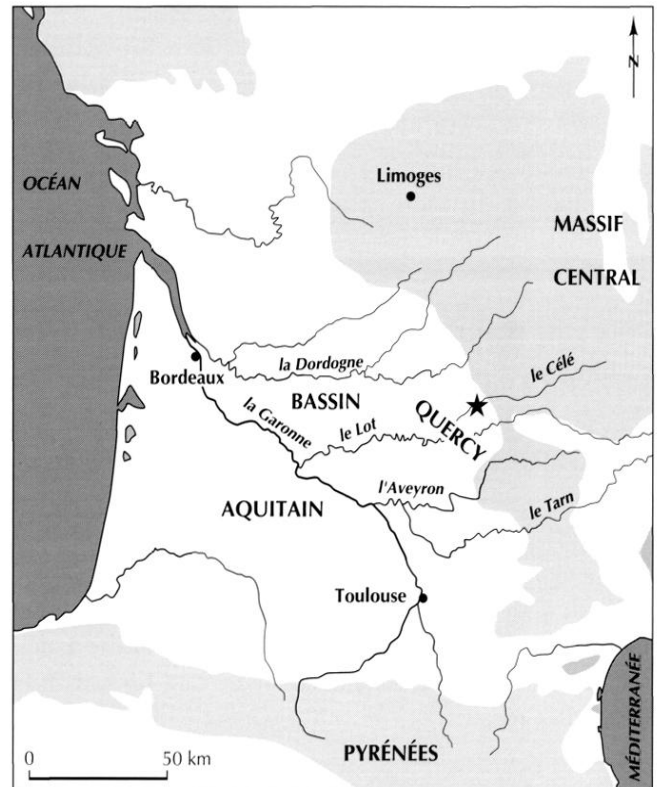 N
OCÉAN
ATLANTIQUE
Limoges
MASSIF
CENTRAL
la Dordogne
Bordeaux
le Célé
BASSIN
QUERCY
la Garonne
le Lot
l'Aveyron
AQUITAIN
le Tarn
Toulouse
MÉDITERRANÉE
PYRÉNÉES
0 50 km